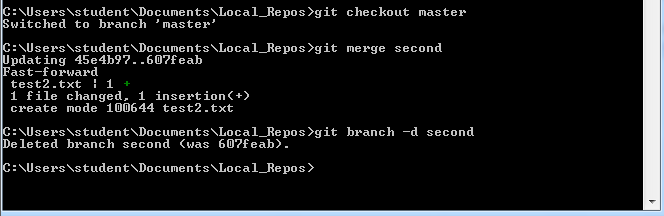 C:\Users\student\Documents\Local_Repos>git checkout master
Switched to branch 'master'
C:\Users\student\Documents\Local_Repos>git merge second
Updating 45e4b97..607feab
Fast-forward
 test2.txt | 1 +
 1 file changed, 1 insertion(+)
 create mode 100644 test2.txt
C:\Users\student\Documents\Local_Repos>git branch -d second
Deleted branch second (was 607feab).
C:\Users\student\Documents\Local_Repos>